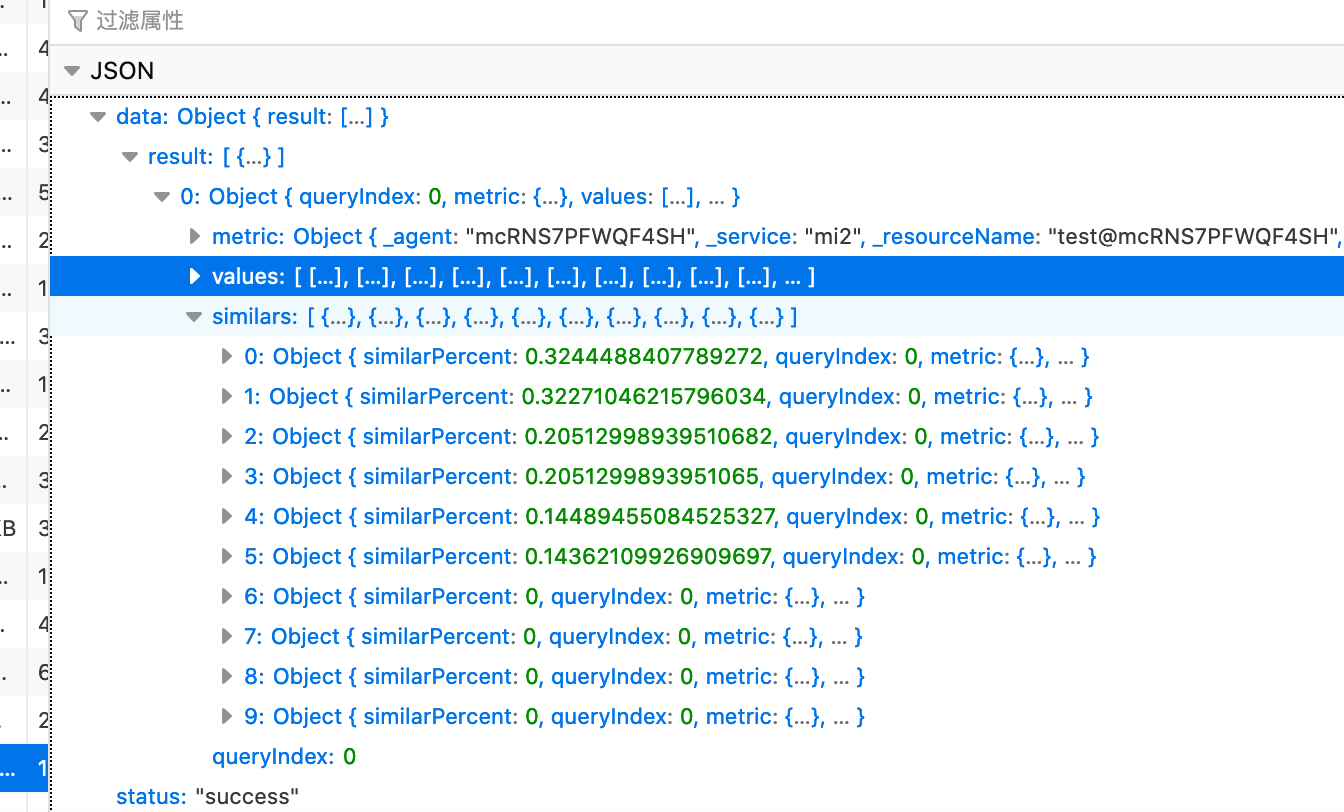 过滤属性
JSON
data: Object { result: […] }
result: [ {…} ]
0: Object { queryIndex: 0, metric: {…}, values: […], … }
metric: Object { _agent: "mcRNS7PFWQF4SH", _service: "mi2", _resourceName: "test@mcRNS7PFWQF4SH",
values: [ […], […], […], […], […], […], […], […], […], […], … ]
similars: [ {…}, {…}, {…}, {…}, {…}, {…}, {…}, {…}, {…}, {…} ]
0: Object { similarPercent: 0.3244488407789272, queryIndex: 0, metric: {…}, … }
1: Object { similarPercent: 0.32271046215796034, queryIndex: 0, metric: {…}, … }
2: Object { similarPercent: 0.20512998939510682, queryIndex: 0, metric: {…}, … }
3: Object { similarPercent: 0.2051299893951065, queryIndex: 0, metric: {…}, … }
4: Object { similarPercent: 0.14489455084525327, queryIndex: 0, metric: {…}, … }
5: Object { similarPercent: 0.14362109926909697, queryIndex: 0, metric: {…}, … }
6: Object { similarPercent: 0, queryIndex: 0, metric: {…}, … }
7: Object { similarPercent: 0, queryIndex: 0, metric: {…}, … }
8: Object { similarPercent: 0, queryIndex: 0, metric: {…}, … }
9: Object { similarPercent: 0, queryIndex: 0, metric: {…}, … }
queryIndex: 0
status: "success"